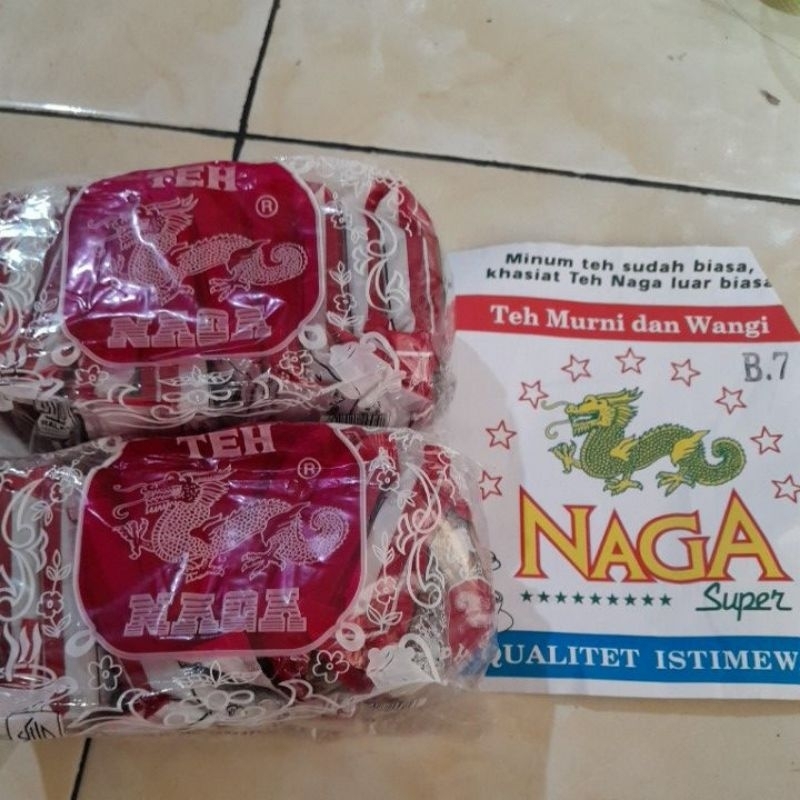 TEH
®
NAGA
TEH
®
NAGA
Minum teh sudah biasa,
khasiat Teh Naga luar biasa
Teh Murni dan Wangi
B.7
NAGA
Super
QUALITET ISTIMEW